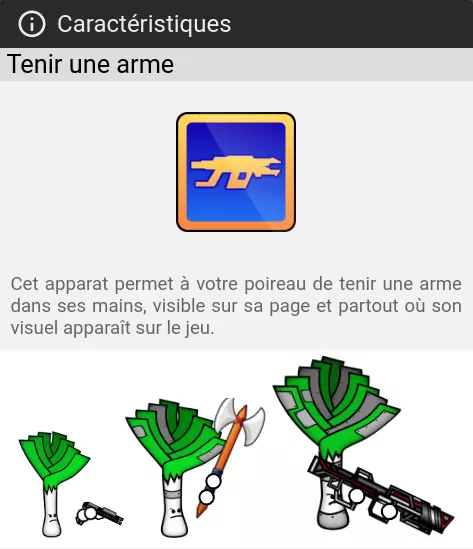 Caractéristiques
Tenir une arme
Cet apparat permet à votre poireau de tenir une arme
dans ses mains, visible sur sa page et partout où son
visuel apparaît sur le jeu.